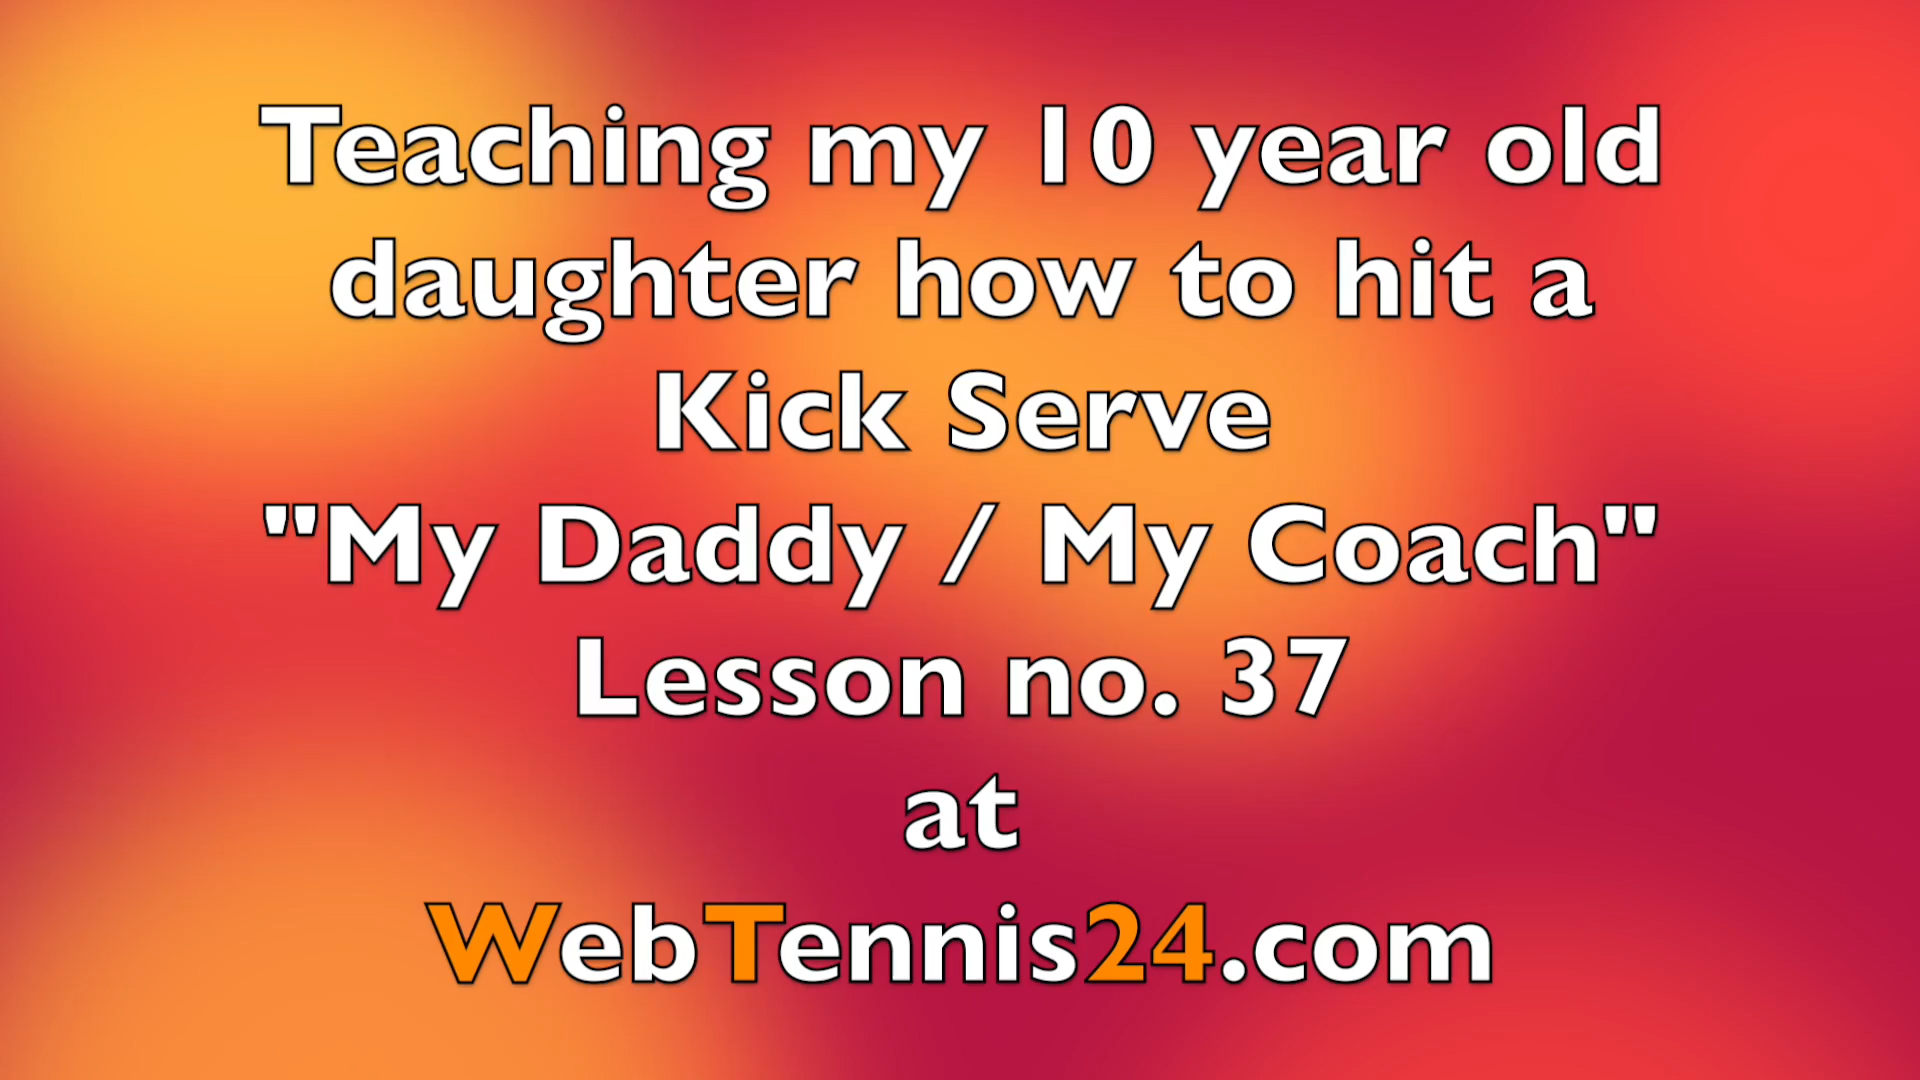 Teaching my 10 year old
daughter how to hit a
Kick Serve
"My Daddy / My Coach"
Lesson no. 37
at
WebTennis24.com